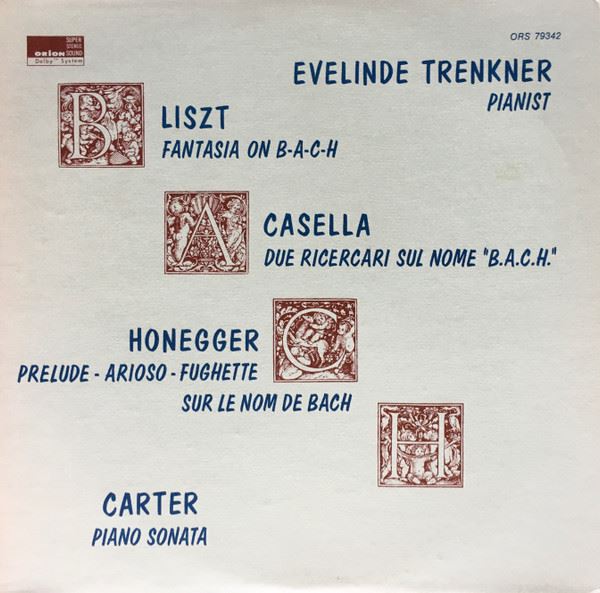 ORION
SUPER
STEREO
SOUND
Dolby™ System
ORS 79342
EVELINDE TRENKNER
PIANIST
B
LISZT
FANTASIA ON B-A-C-H
A
CASELLA
DUE RICERCARI SUL NOME "B.A.C.H."
C
HONEGGER
PRELUDE - ARIOSO - FUGHETTE
SUR LE NOM DE BACH
H
CARTER
PIANO SONATA